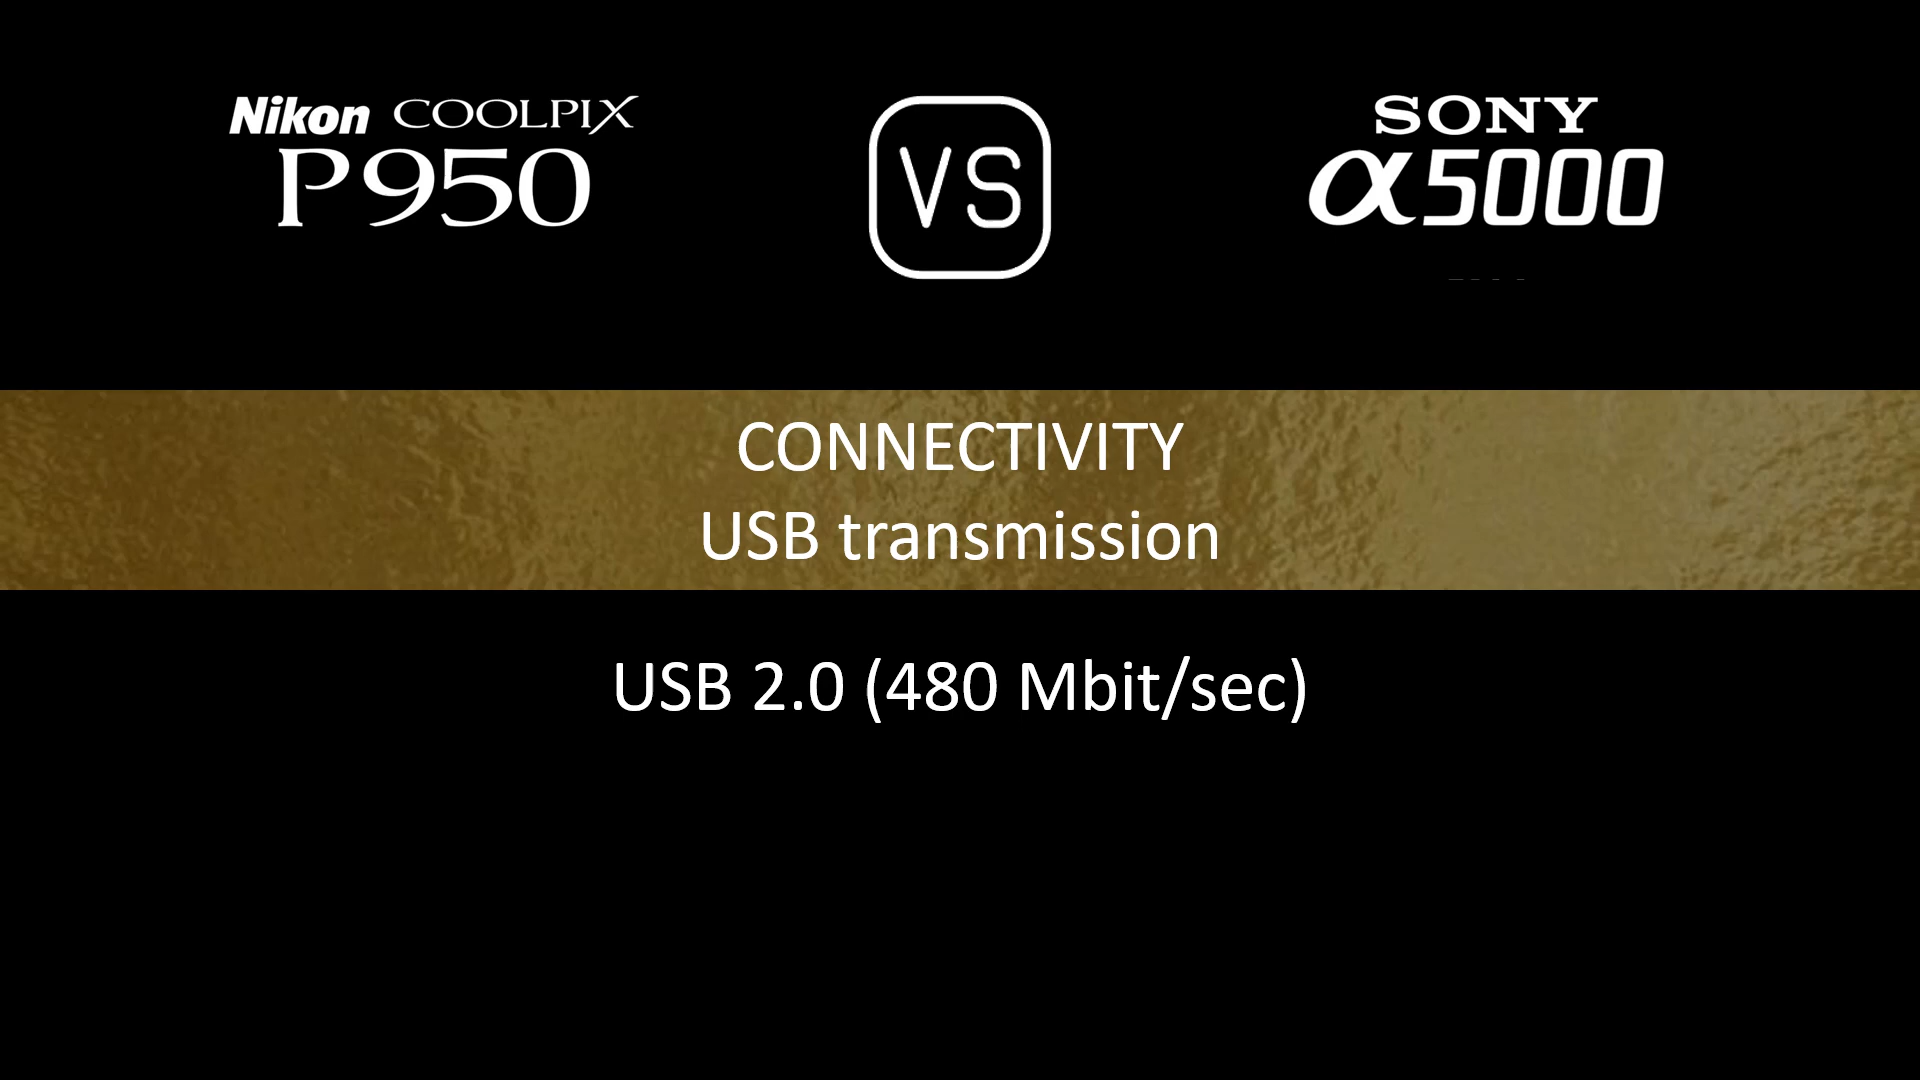 Nikon COOLPIX
P950
VS
SONY
α5000
CONNECTIVITY
USB transmission
USB 2.0 (480 Mbit/sec)